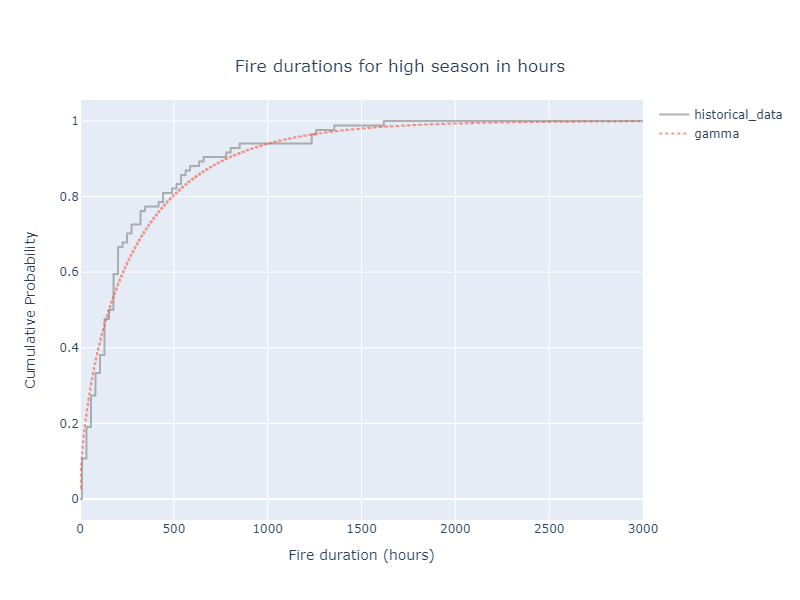 Fire durations for high season in hours
historical_data
gamma
1
0.8
0.6
0.4
0.2
0
Cumulative Probability
0 500 1000 1500 2000 2500 3000
Fire duration (hours)